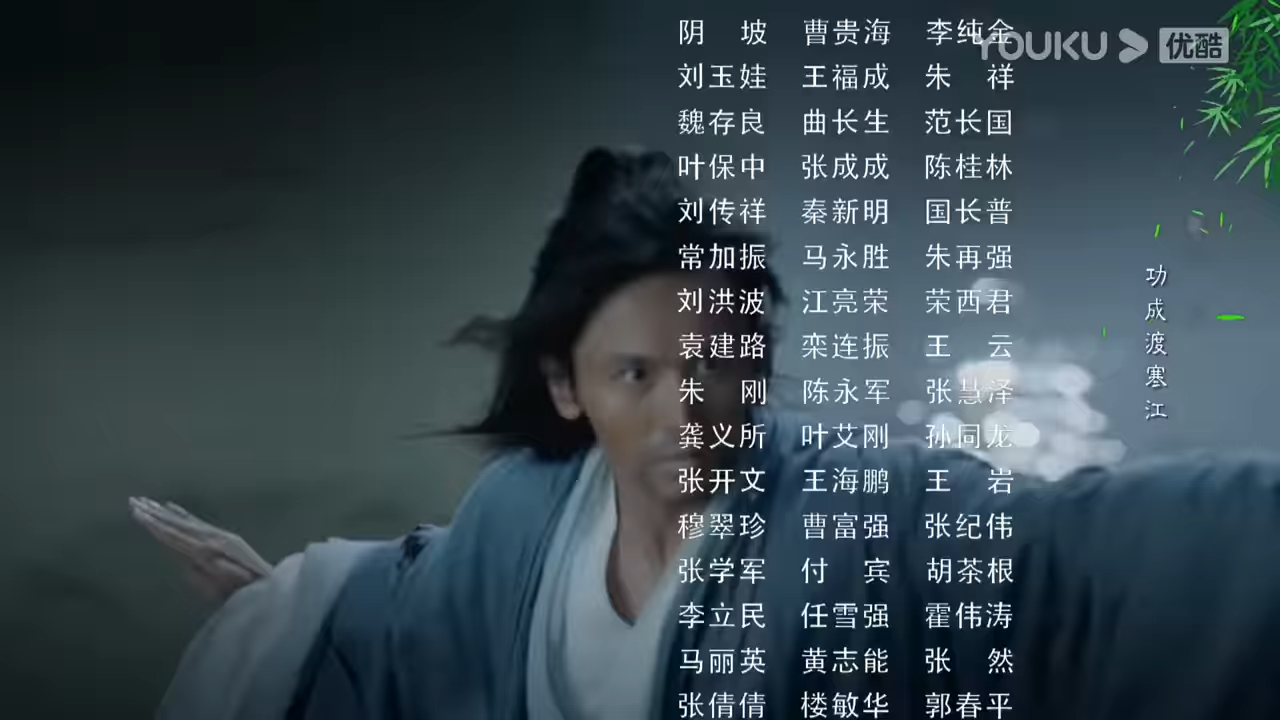 阴　坡　曹贵海　李纯金
YOUKU 优酷
刘玉娃　王福成　朱　祥
魏存良　曲长生　范长国
叶保中　张成成　陈桂林
刘传祥　秦新明　国长普
常加振　马永胜　朱再强
刘洪波　江亮荣　荣西君
袁建路　栾连振　王　云
朱　刚　陈永军　张慧泽
龚义所　叶艾刚　孙同龙
张开文　王海鹏　王　岩
穆翠珍　曹富强　张纪伟
张学军　付　宾　胡茶根
李立民　任雪强　霍伟涛
马丽英　黄志能　张　然
张倩倩　楼敏华　郭春平
功成渡寒江